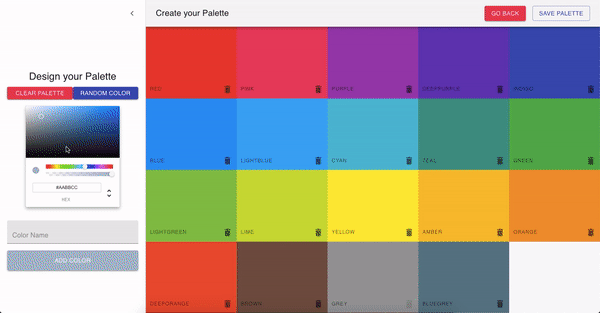 Create your Palette
GO BACK
SAVE PALETTE
Design your Palette
CLEAR PALETTE
RANDOM COLOR
#AABBCC
HEX
Color Name
ADD COLOR
RED
PINK
PURPLE
DEEPPURPLE
INDIGO
BLUE
LIGHTBLUE
CYAN
TEAL
GREEN
LIGHTGREEN
LIME
YELLOW
AMBER
ORANGE
DEEPORANGE
BROWN
GREY
BLUEGREY